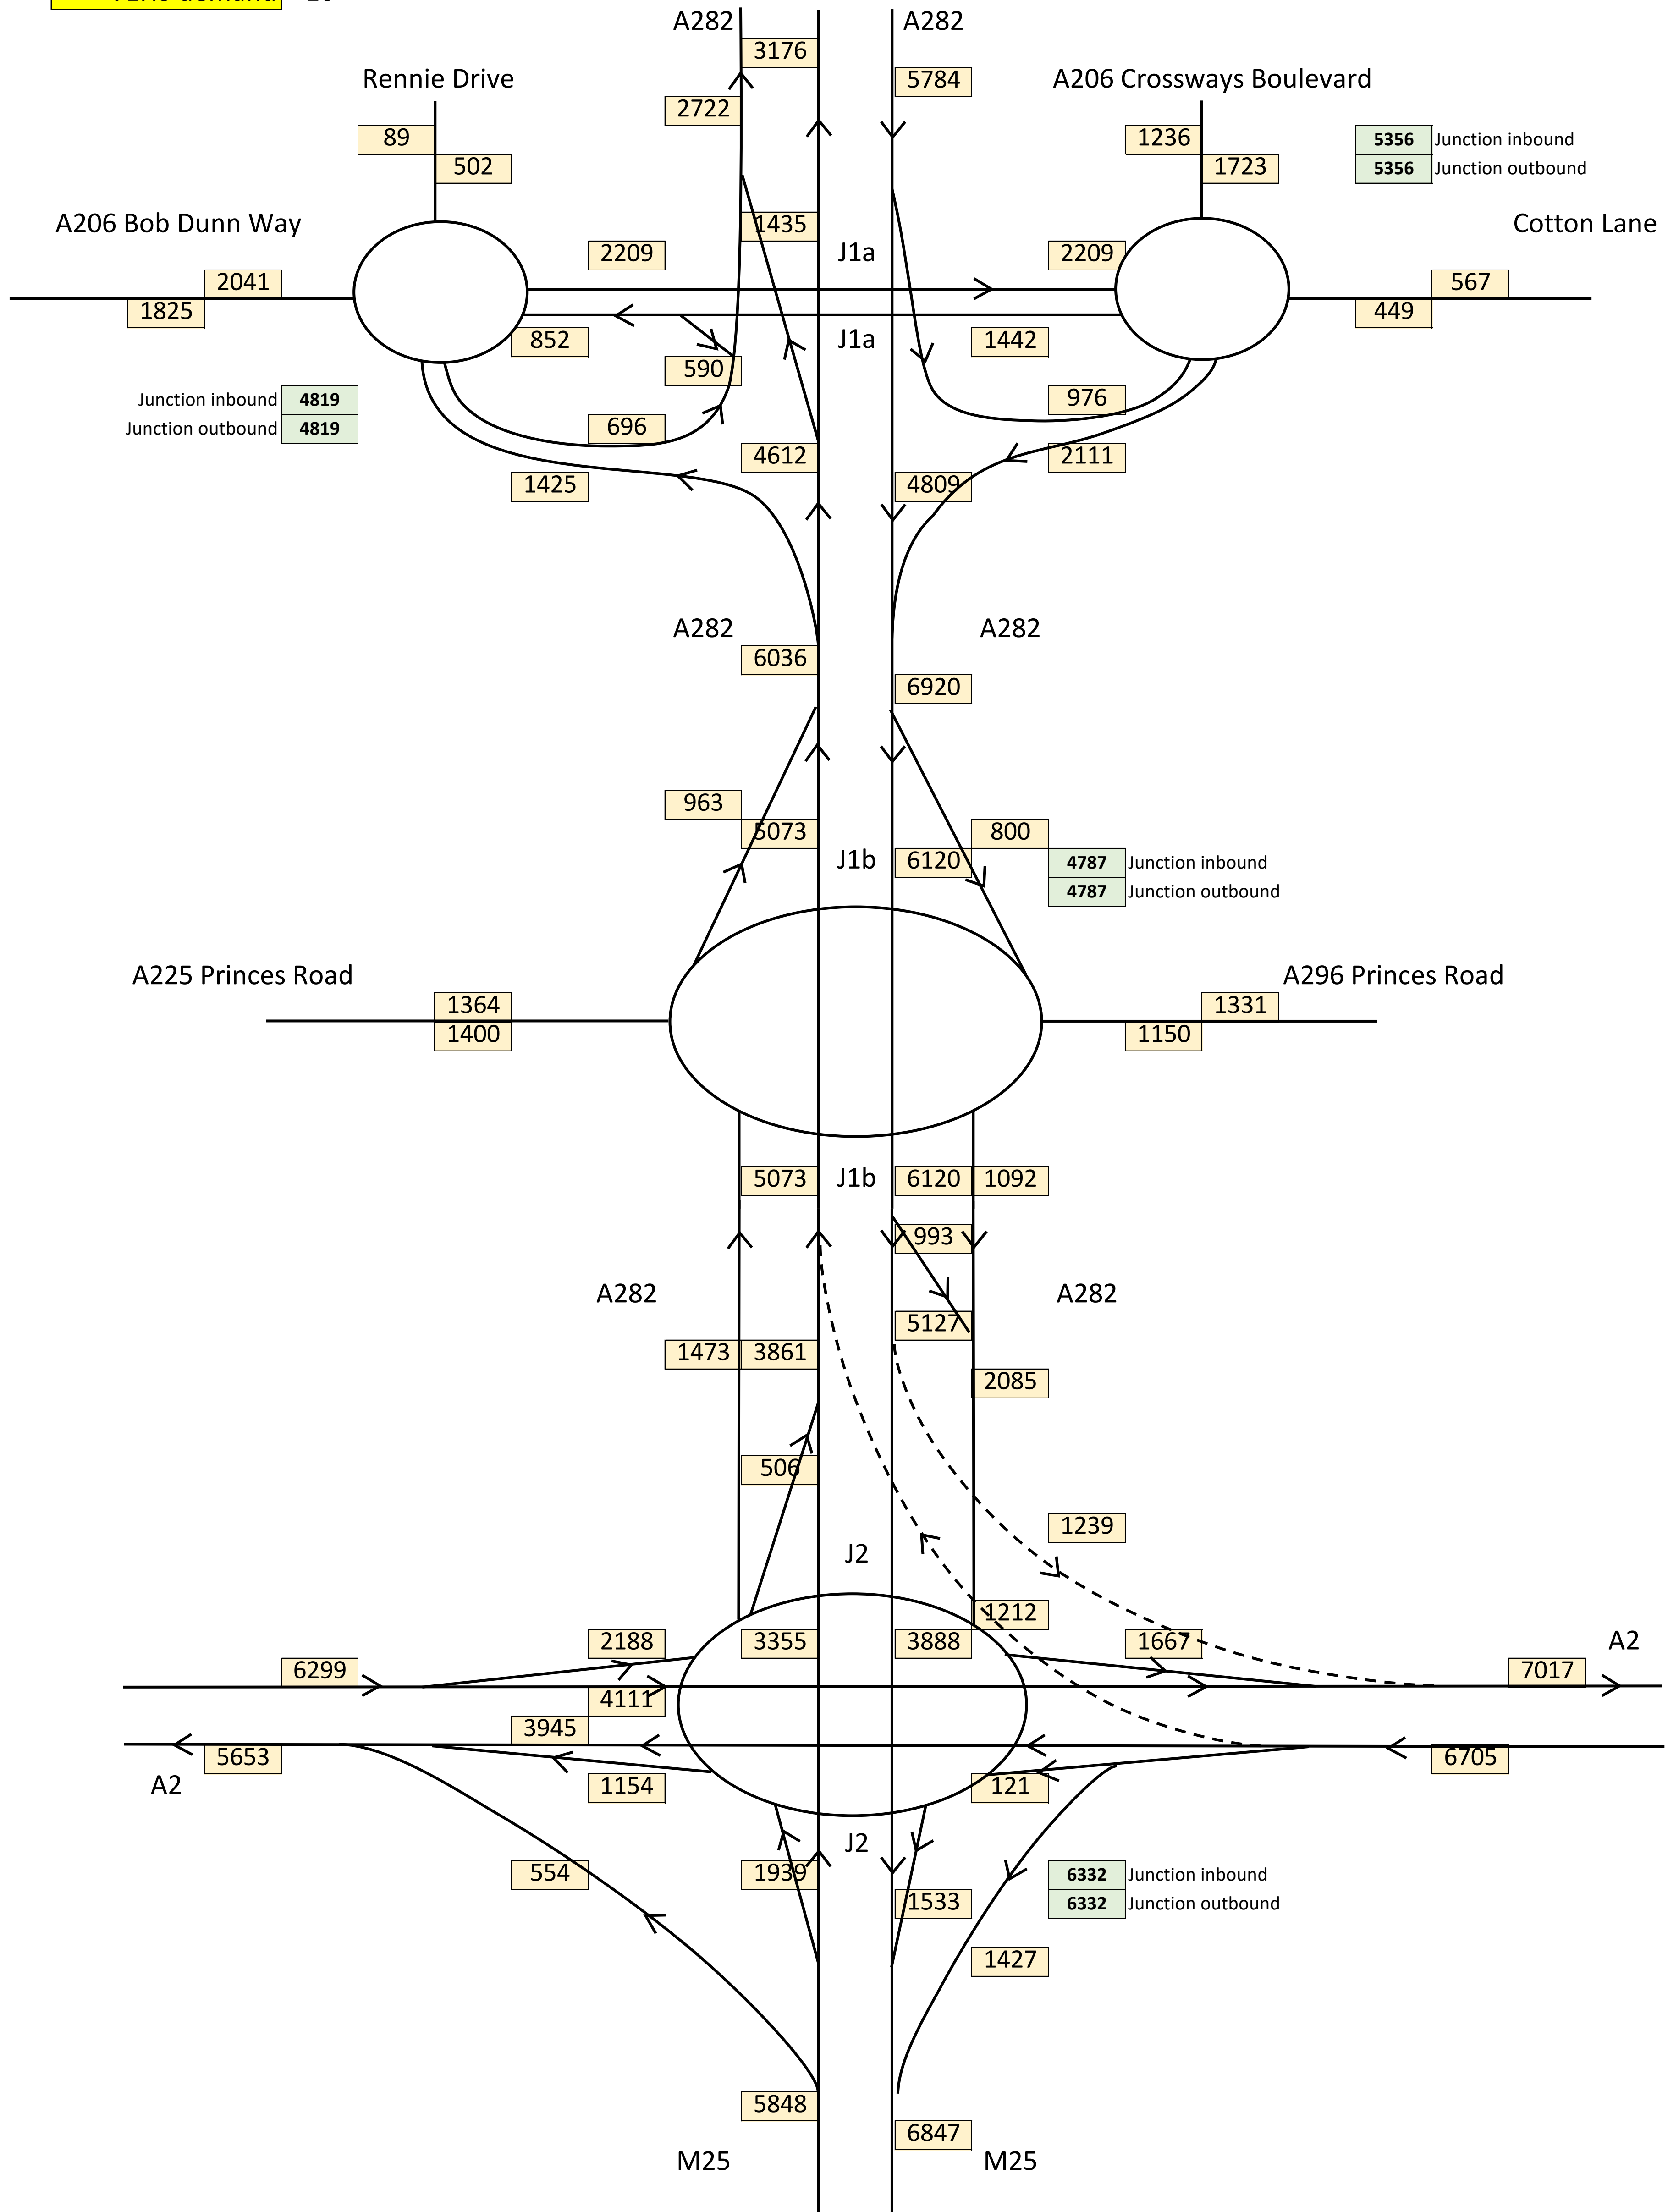 A282 A282
3176
5784
Rennie Drive A206 Crossways Boulevard
2722
89 1236 5356 Junction inbound
502 1723 5356 Junction outbound
A206 Bob Dunn Way 1435 Cotton Lane
2209 J1a 2209
2041 567
1825 449
852 J1a 1442
590
Junction inbound 4819 976
Junction outbound 4819 696
4612 2111
1425 4809
A282 A282
6036
6920
963
5073 800
J1b 6120 4787 Junction inbound
4787 Junction outbound
A225 Princes Road A296 Princes Road
1364 1331
1400 1150
5073 J1b 6120 1092
993
A282 A282
5127
1473 3861
2085
506
1239
J2
1212
2188 3355 3888 1667 A2
6299 7017
4111
3945
5653 6705
A2 1154 121
J2
554 1939 6332 Junction inbound
1533 6332 Junction outbound
1427
5848
6847
M25 M25